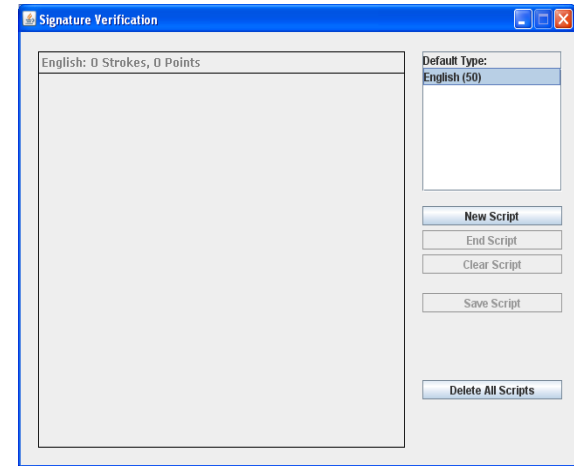 Signature Verification
English: 0 Strokes, 0 Points
Default Type:
English (50)
New Script
End Script
Clear Script
Save Script
Delete All Scripts